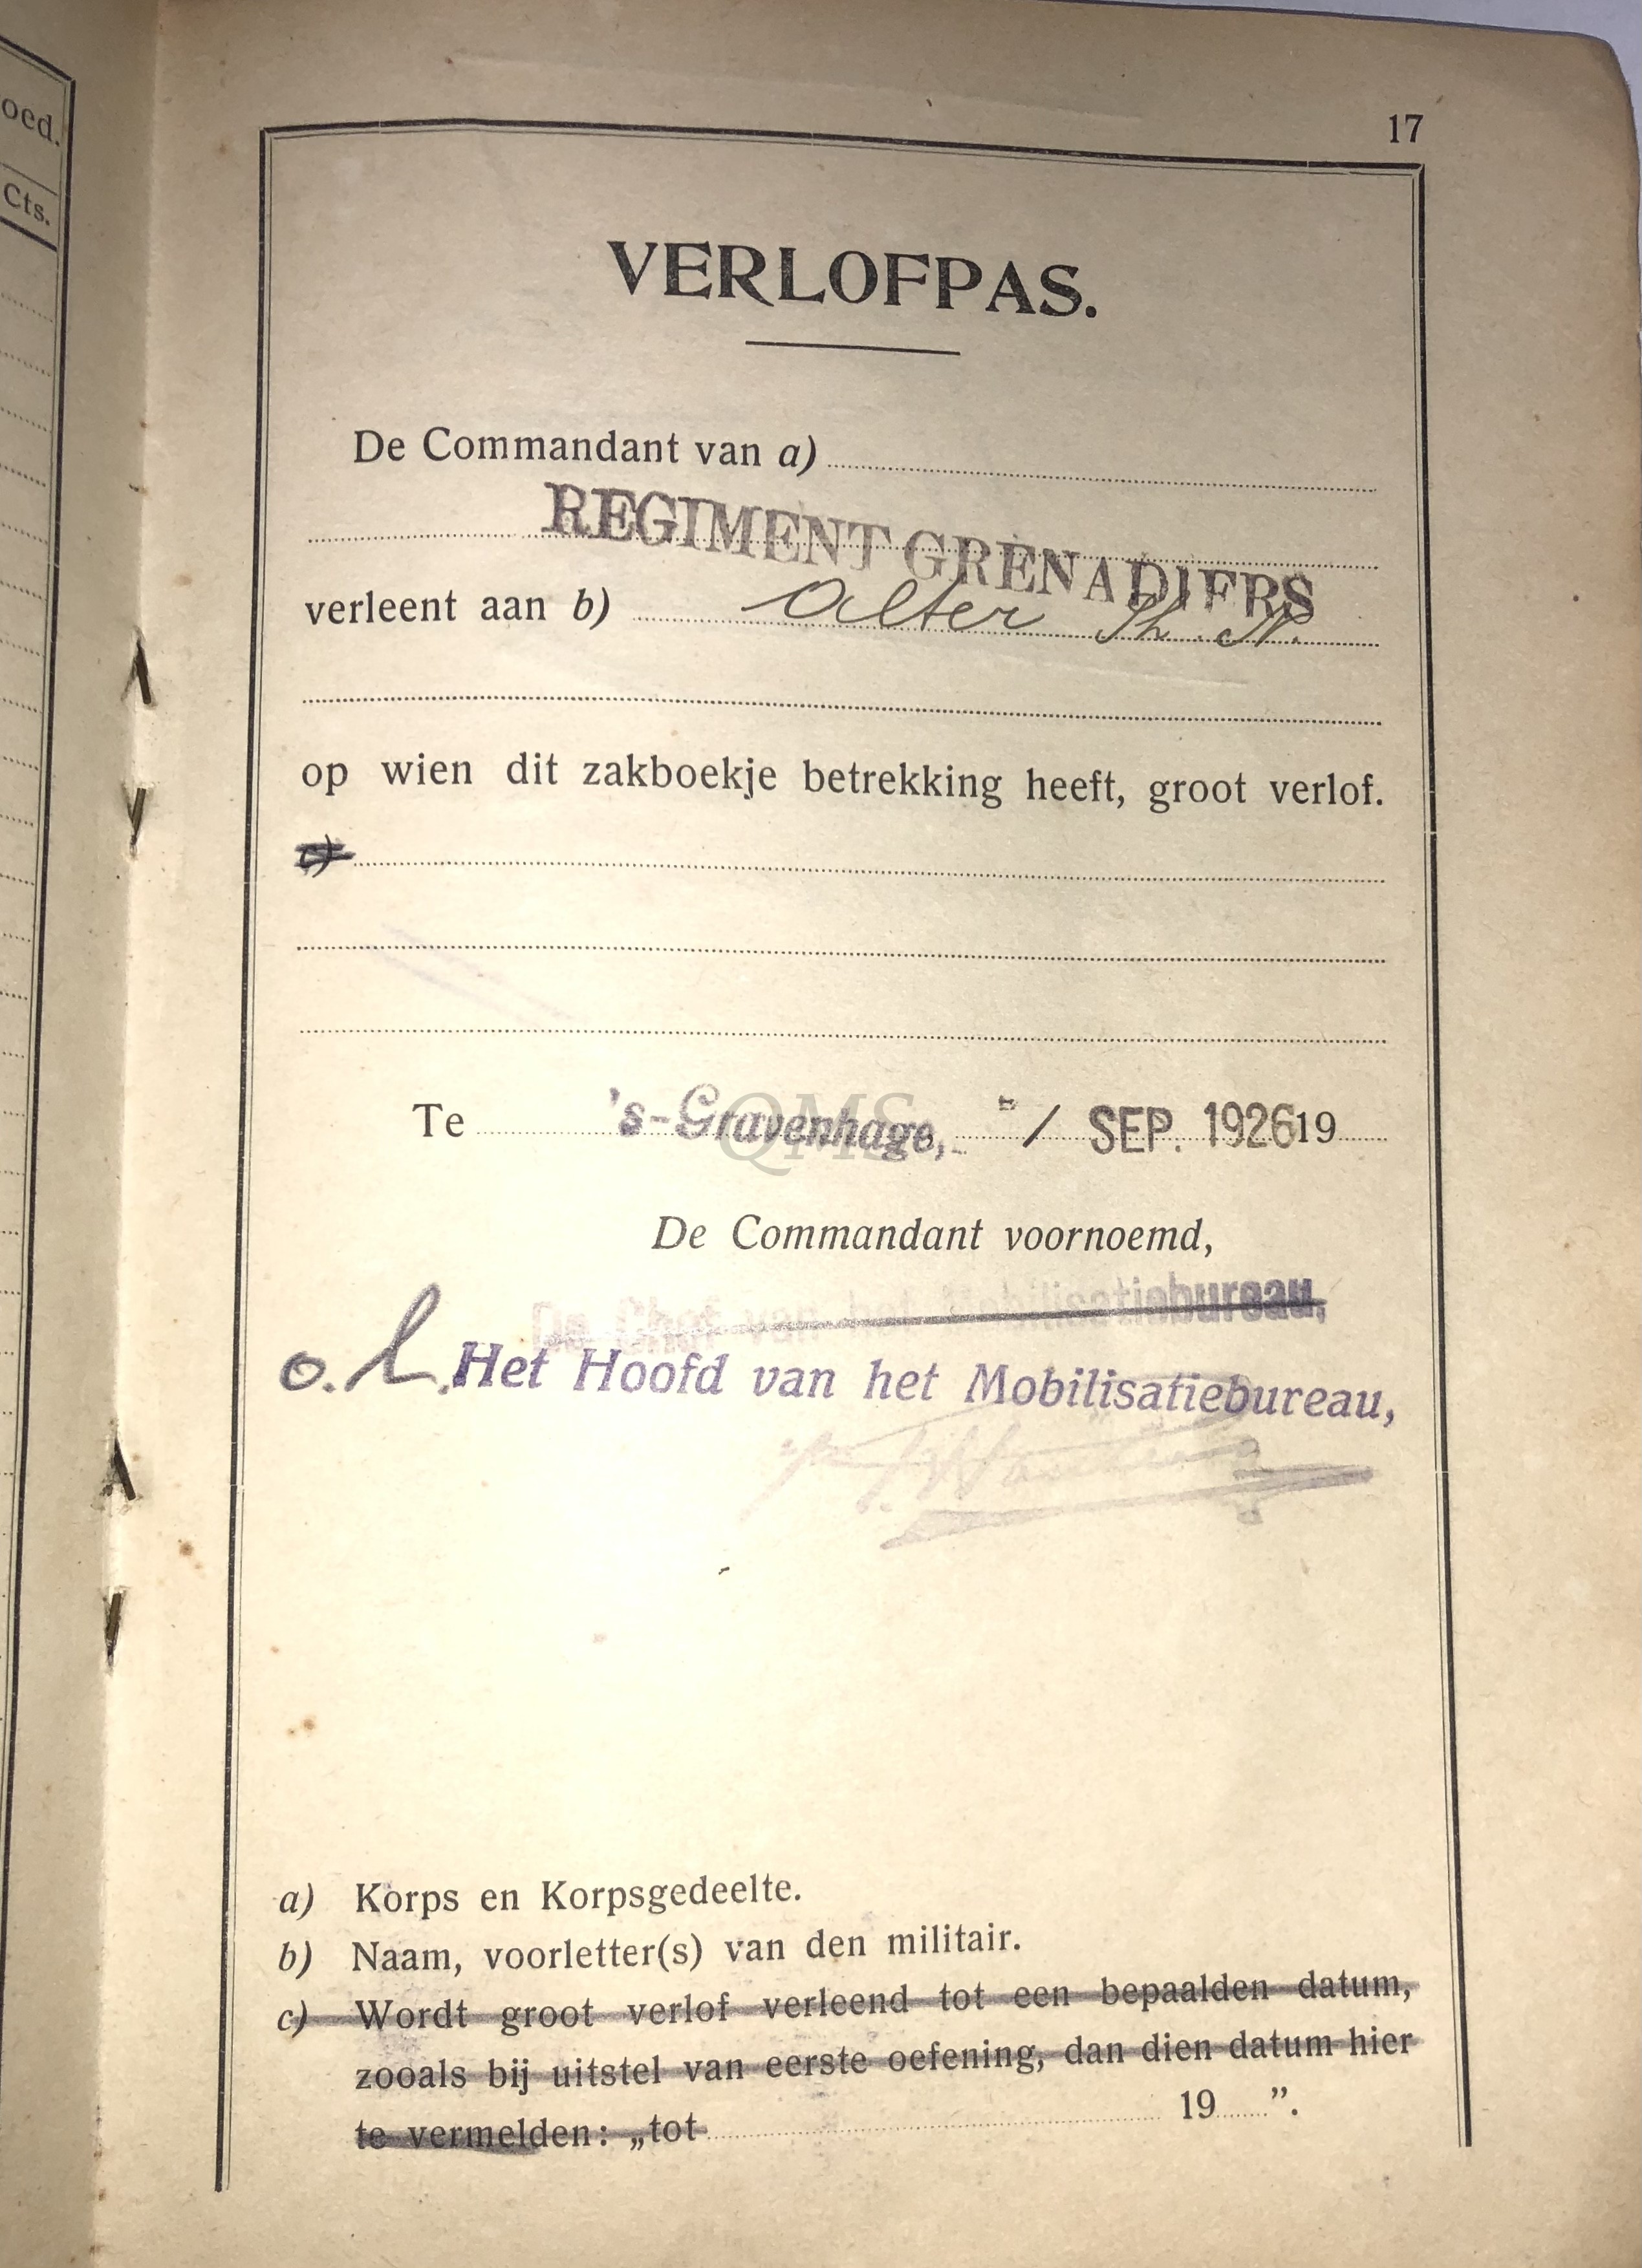 oed.
Cts.
17
VERLOFPAS.
De Commandant van a)
REGIMENT GRENADIERS
verleent aan b) Alter Th. N.
op wien dit zakboekje betrekking heeft, groot verlof.
c)
Te 's-Gravenhage, / SEP. 1926 19
QMS
De Commandant voornoemd,
De Chef van het Mobilisatiebureau,
o.l. Het Hoofd van het Mobilisatiebureau,
a) Korps en Korpsgedeelte.
b) Naam, voorletter(s) van den militair.
c) Wordt groot verlof verleend tot een bepaalden datum,
zooals bij uitstel van eerste oefening, dan dien datum hier
te vermelden: „tot 19 ”.